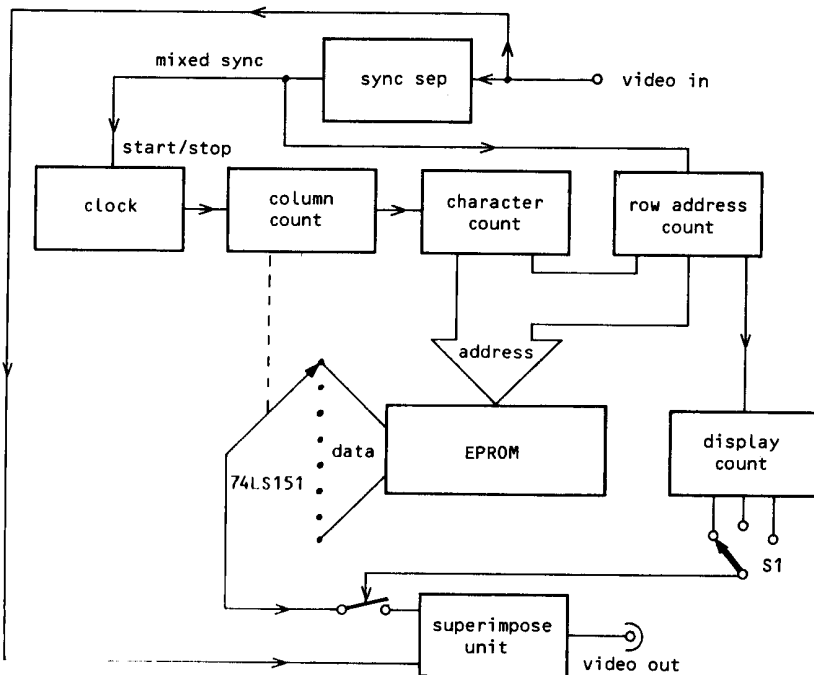 mixed sync
sync sep
video in
start/stop
clock
column
count
character
count
row address
count
address
data
EPROM
display
count
74LS151
S1
superimpose
unit
video out